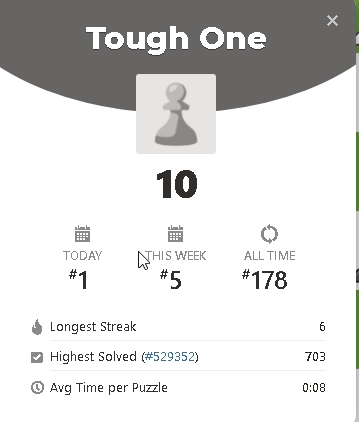 Tough One
10
TODAY THIS WEEK ALL TIME
#1 #5 #178
Longest Streak 6
Highest Solved (#529352) 703
Avg Time per Puzzle 0:08